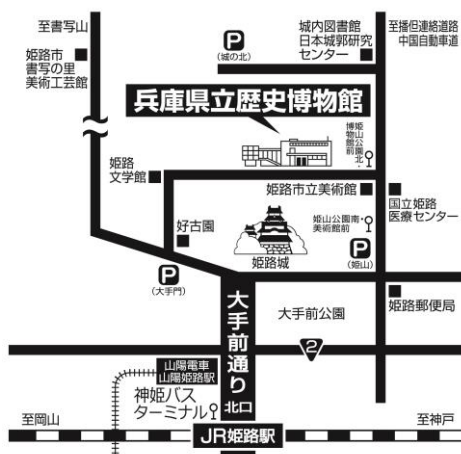 至書写山
姫路市
書写の里
美術工芸館
P
(城の北)
城内図書館
日本城郭研究
センター
至播但連絡道路
中国自動車道
兵庫県立歴史博物館
姫山公園北・
博物館前
姫路
文学館
姫路市立美術館
国立姫路
医療センター
好古園
姫山公園南・
美術館前
姫路城
P
(姫山)
P
(大手門)
姫路郵便局
大手前通り
大手前公園
2
山陽電車
山陽姫路駅
神姫バス
ターミナル
北口
至岡山
JR姫路駅
至神戸